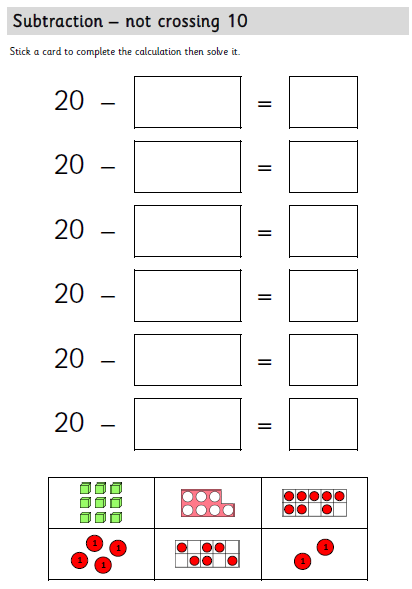 Subtraction – not crossing 10
Stick a card to complete the calculation then solve it.
20 – =
20 – =
20 – =
20 – =
20 – =
20 – =
1 1 1 1 1
1 1